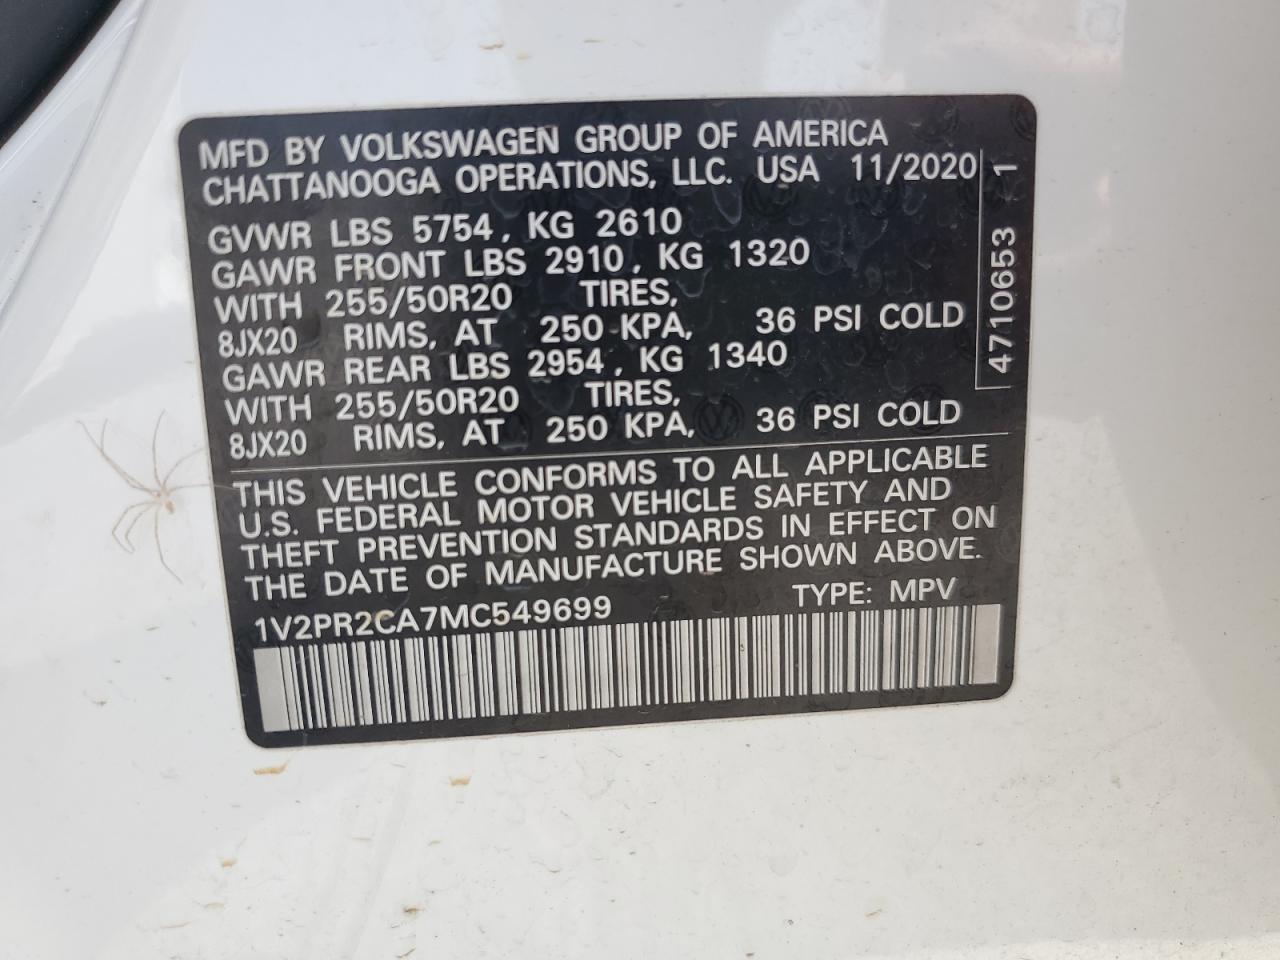 MFD BY VOLKSWAGEN GROUP OF AMERICA
CHATTANOOGA OPERATIONS, LLC. USA 11/2020
GVWR LBS 5754, KG 2610
GAWR FRONT LBS 2910, KG 1320
WITH 255/50R20 TIRES,
8JX20 RIMS, AT 250 KPA, 36 PSI COLD
GAWR REAR LBS 2954, KG 1340
WITH 255/50R20 TIRES,
8JX20 RIMS, AT 250 KPA, 36 PSI COLD
4710653 1
THIS VEHICLE CONFORMS TO ALL APPLICABLE
U.S. FEDERAL MOTOR VEHICLE SAFETY AND
THEFT PREVENTION STANDARDS IN EFFECT ON
THE DATE OF MANUFACTURE SHOWN ABOVE.
1V2PR2CA7MC549699 TYPE: MPV